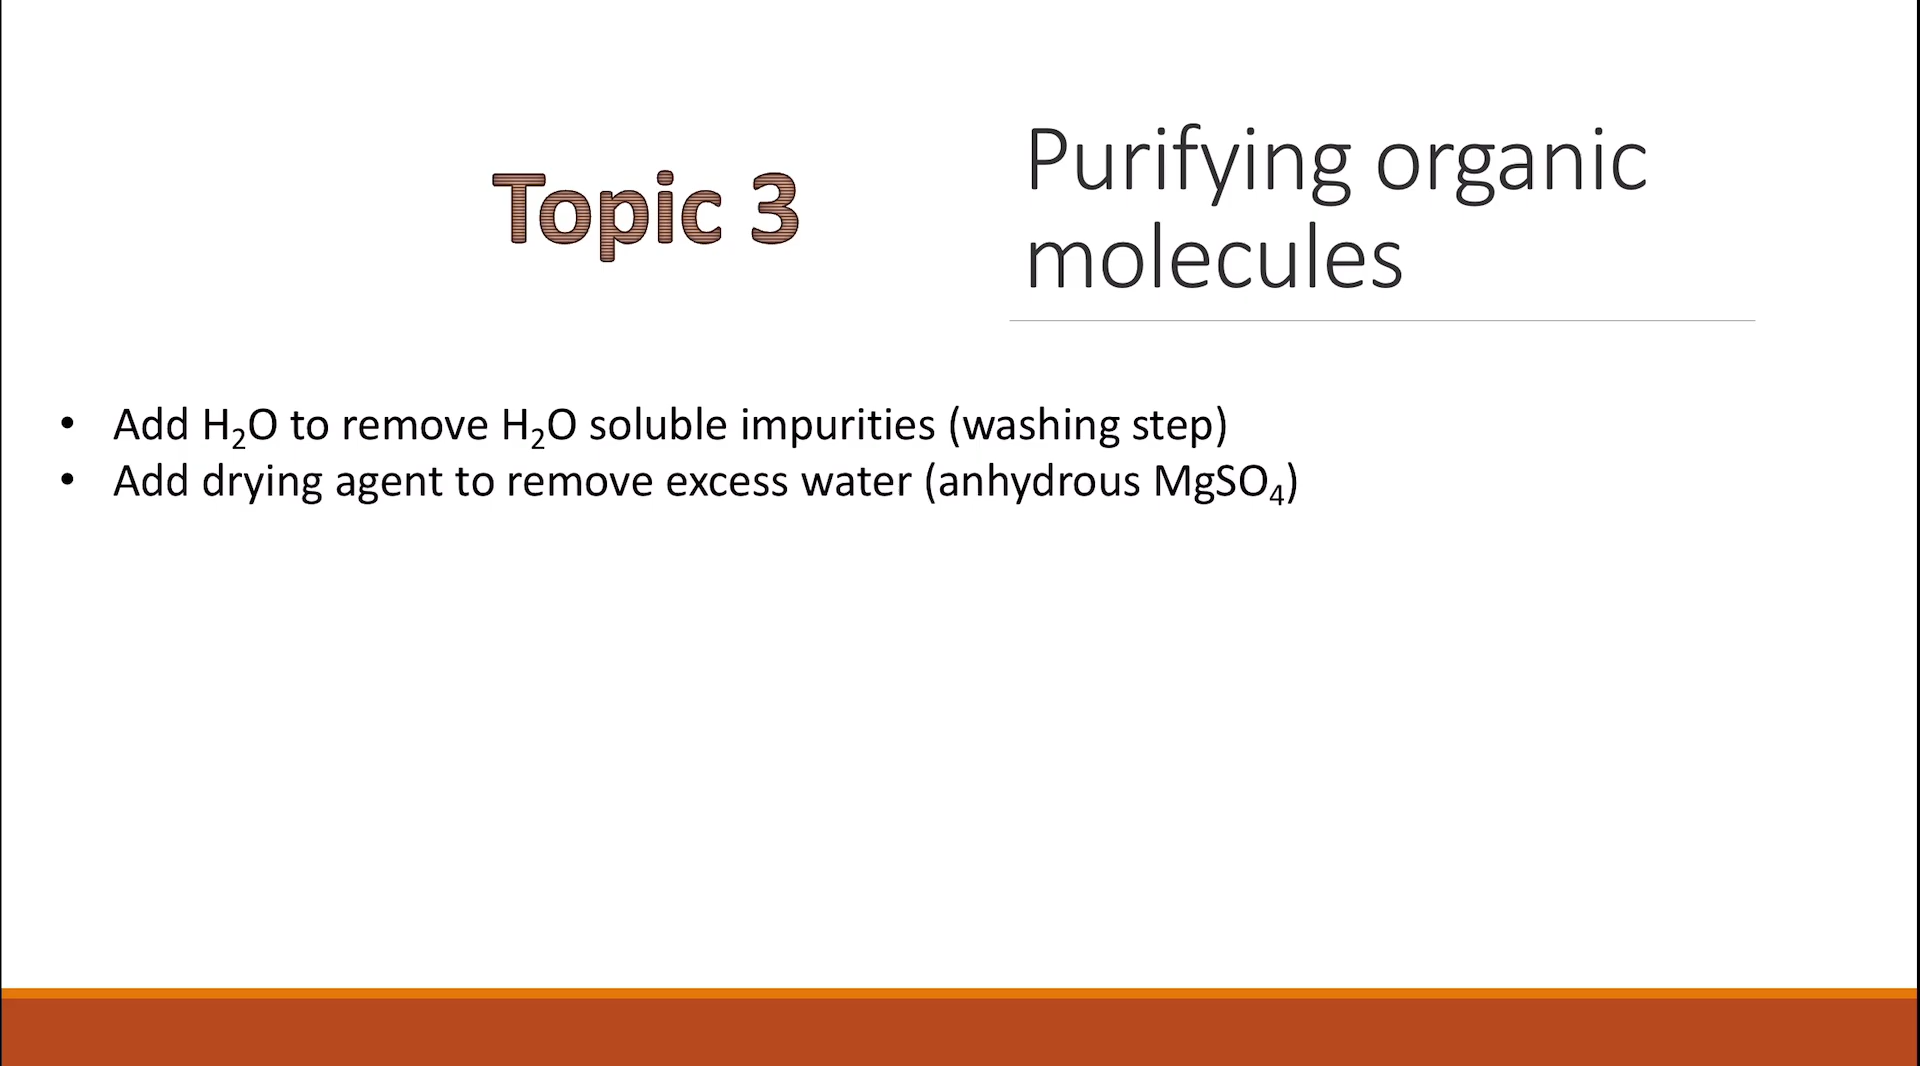 Topic 3
Purifying organic
molecules
• Add H₂O to remove H₂O soluble impurities (washing step)
• Add drying agent to remove excess water (anhydrous MgSO₄)